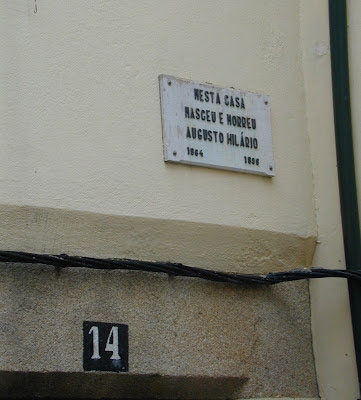 NESTA CASA
NASCEU E MORREU
AUGUSTO HILÁRIO
1864 1896
14